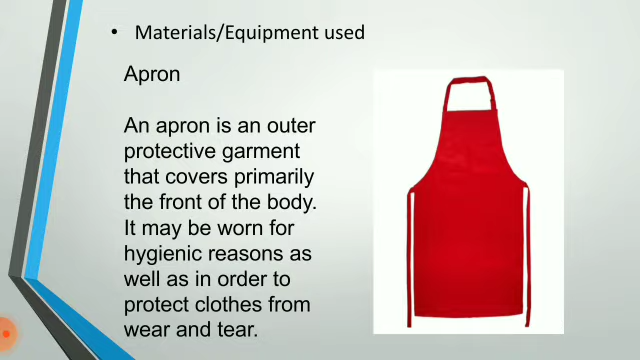 • Materials/Equipment used
Apron
An apron is an outer
protective garment
that covers primarily
the front of the body.
It may be worn for
hygienic reasons as
well as in order to
protect clothes from
wear and tear.